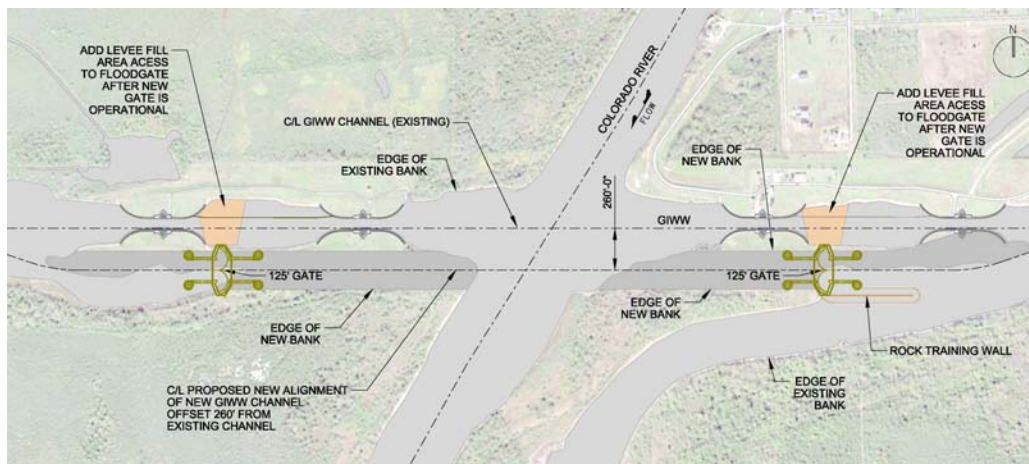 ADD LEVEE FILL
AREA ACESS
TO FLOODGATE
AFTER NEW
GATE IS
OPERATIONAL
C/L GIWW CHANNEL (EXISTING)
EDGE OF
EXISTING BANK
COLORADO RIVER
FLOW
N
ADD LEVEE FILL
AREA ACESS
TO FLOODGATE
AFTER NEW
GATE IS
OPERATIONAL
EDGE OF
NEW BANK
260'-0"
GIWW
125' GATE
125' GATE
EDGE OF
NEW BANK
EDGE OF
NEW BANK
ROCK TRAINING WALL
C/L PROPOSED NEW ALIGNMENT
OF NEW GIWW CHANNEL
OFFSET 260' FROM
EXISTING CHANNEL
EDGE OF
EXISTING
BANK